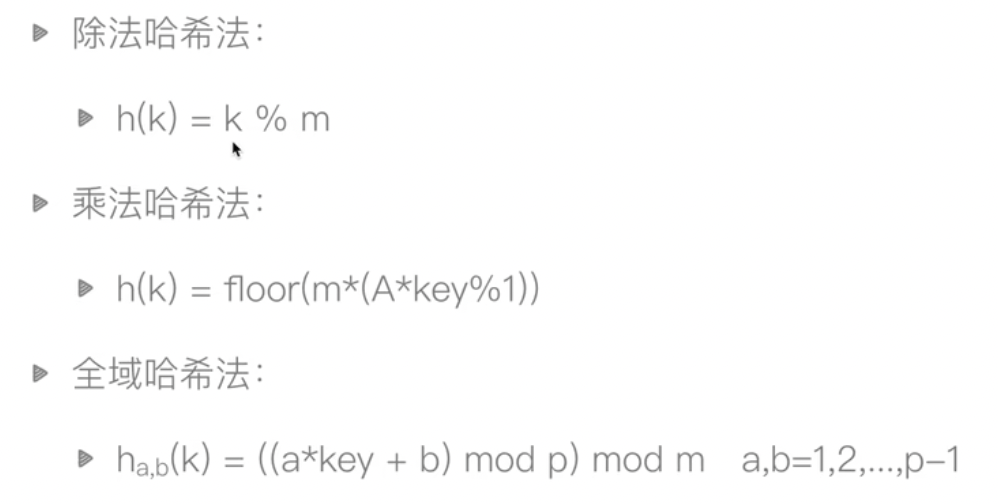 除法哈希法：
h(k) = k % m
乘法哈希法：
h(k) = floor(m*(A*key%1))
全域哈希法：
ha,b(k) = ((a*key + b) mod p) mod m a,b=1,2,...,p−1